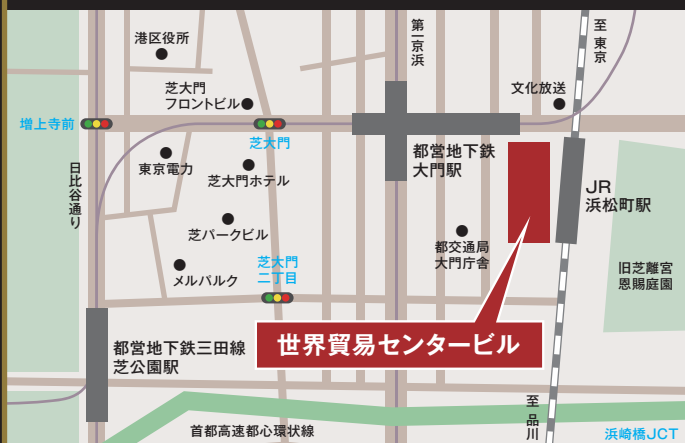 港区役所
第一京浜
至 東京
芝大門
フロントビル
文化放送
増上寺前
芝大門
都営地下鉄
大門駅
東京電力
芝大門ホテル
日比谷通り
JR
浜松町駅
芝パークビル
都交通局
大門庁舎
メルパルク
芝大門
二丁目
旧芝離宮
恩賜庭園
世界貿易センタービル
都営地下鉄三田線
芝公園駅
至 品川
首都高速都心環状線
浜崎橋JCT